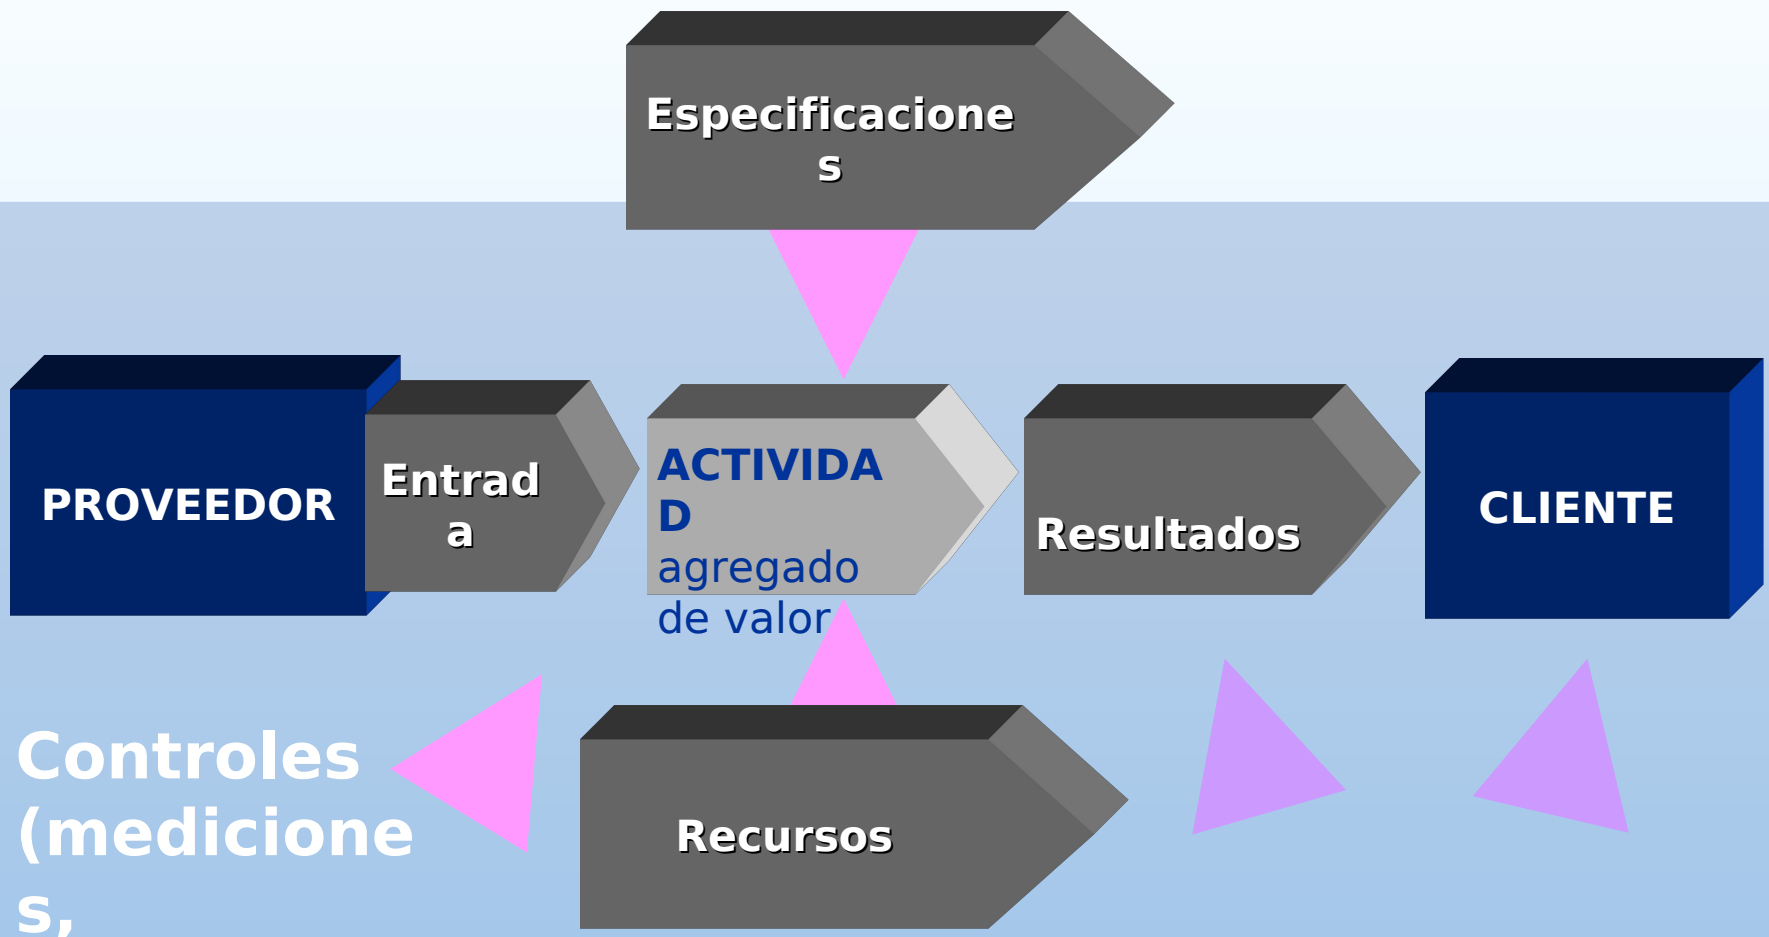 Especificacione
s
PROVEEDOR
Entrad
a
ACTIVIDA
D
agregado
de valor
Resultados
CLIENTE
Controles
(medicione
s,
Recursos